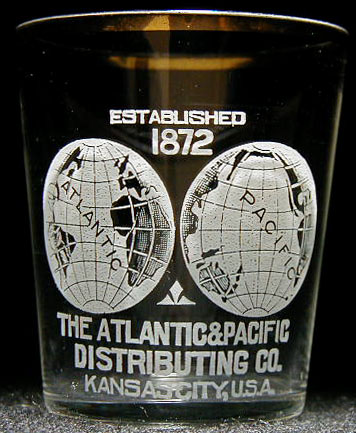 ESTABLISHED
1872
ATLANTIC
PACIFIC
THE ATLANTIC&PACIFIC
DISTRIBUTING CO.
KANSAS CITY, U.S.A.